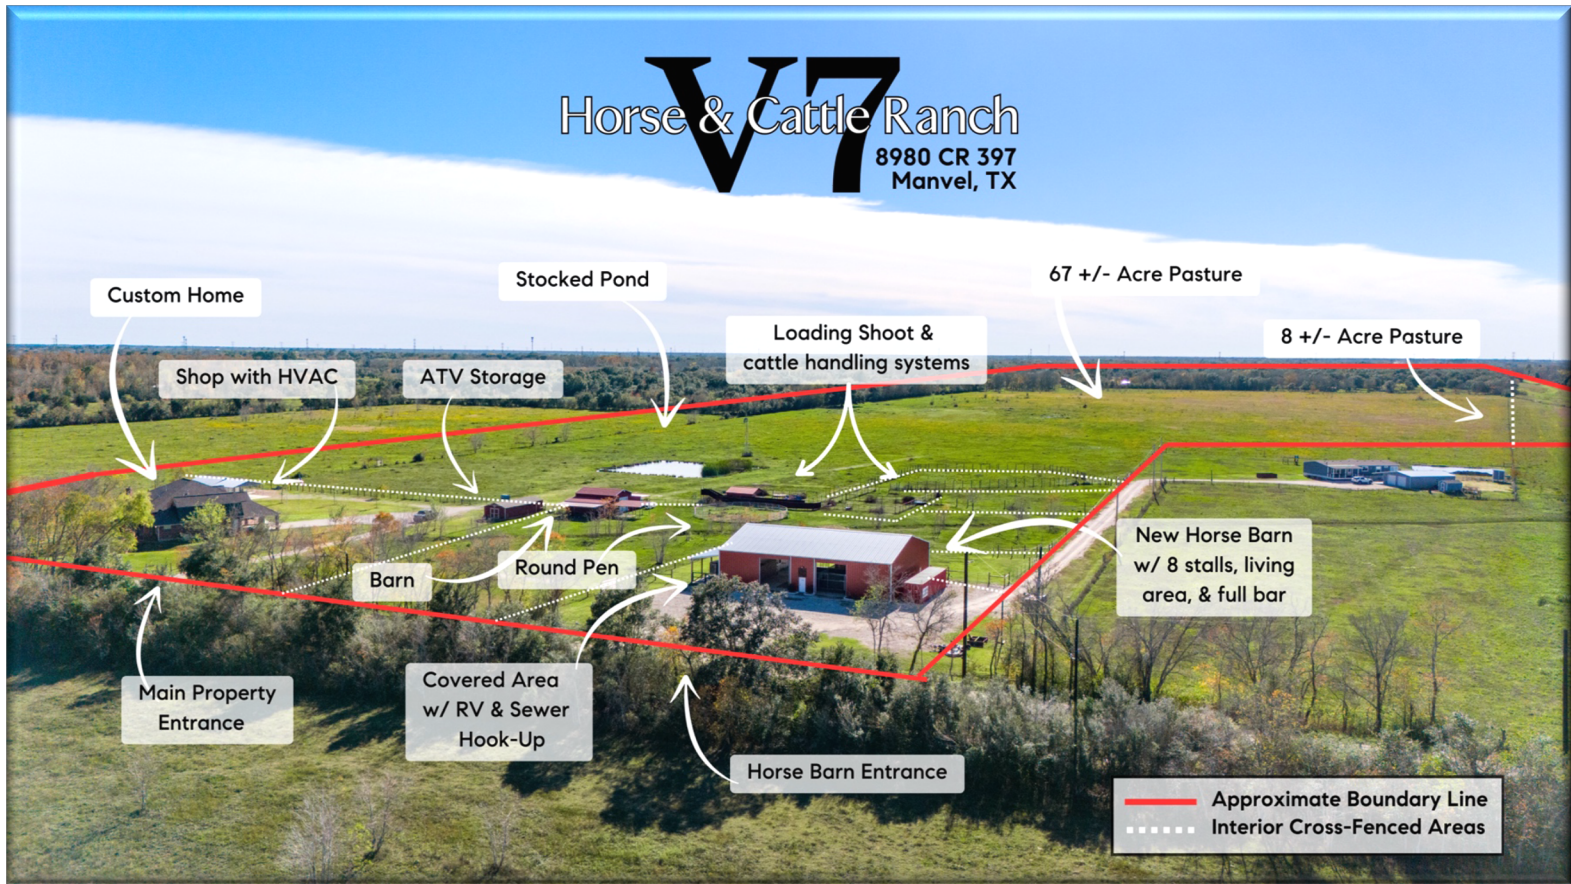 V7
Horse & Cattle Ranch
8980 CR 397
Manvel, TX
Custom Home
Stocked Pond
67 +/- Acre Pasture
Loading Shoot &
cattle handling systems
8 +/- Acre Pasture
Shop with HVAC
ATV Storage
New Horse Barn
w/ 8 stalls, living
area, & full bar
Barn
Round Pen
Main Property
Entrance
Covered Area
w/ RV & Sewer
Hook-Up
Horse Barn Entrance
Approximate Boundary Line
Interior Cross-Fenced Areas